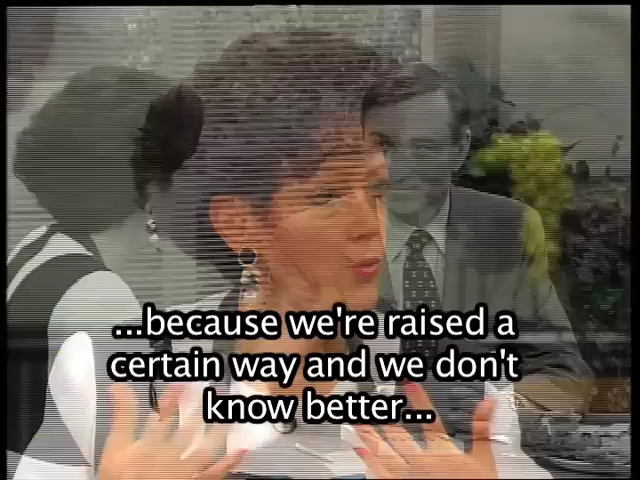 ...because we're raised a
certain way and we don't
know better...